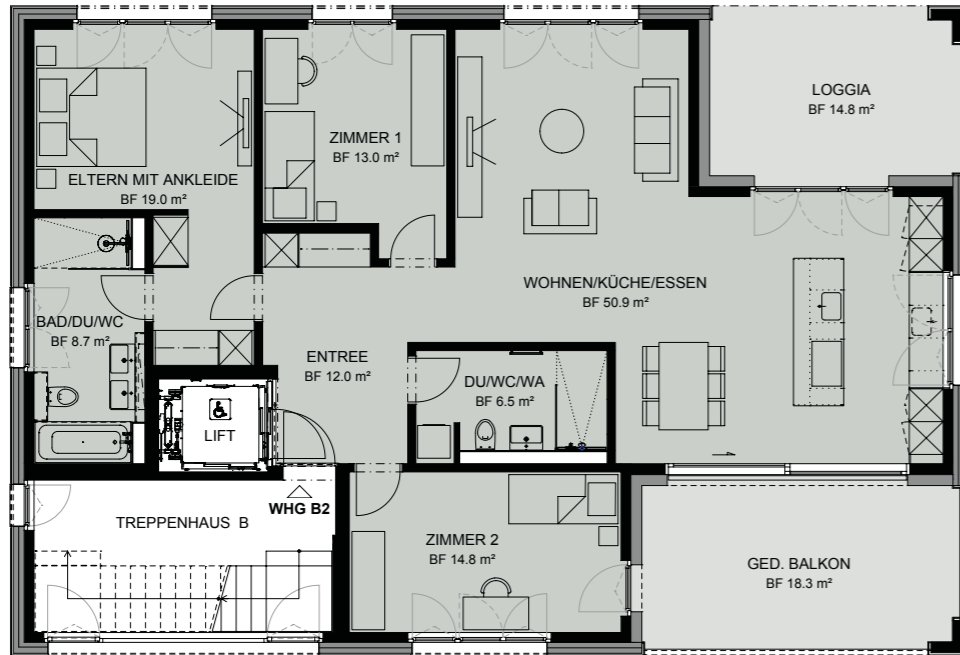 LOGGIA
BF 14.8 m²
ZIMMER 1
BF 13.0 m²
ELTERN MIT ANKLEIDE
BF 19.0 m²
WOHNEN/KÜCHE/ESSEN
BF 50.9 m²
BAD/DU/WC
BF 8.7 m²
ENTREE
BF 12.0 m²
DU/WC/WA
BF 6.5 m²
LIFT
WHG B2
TREPPENHAUS B
ZIMMER 2
BF 14.8 m²
GED. BALKON
BF 18.3 m²